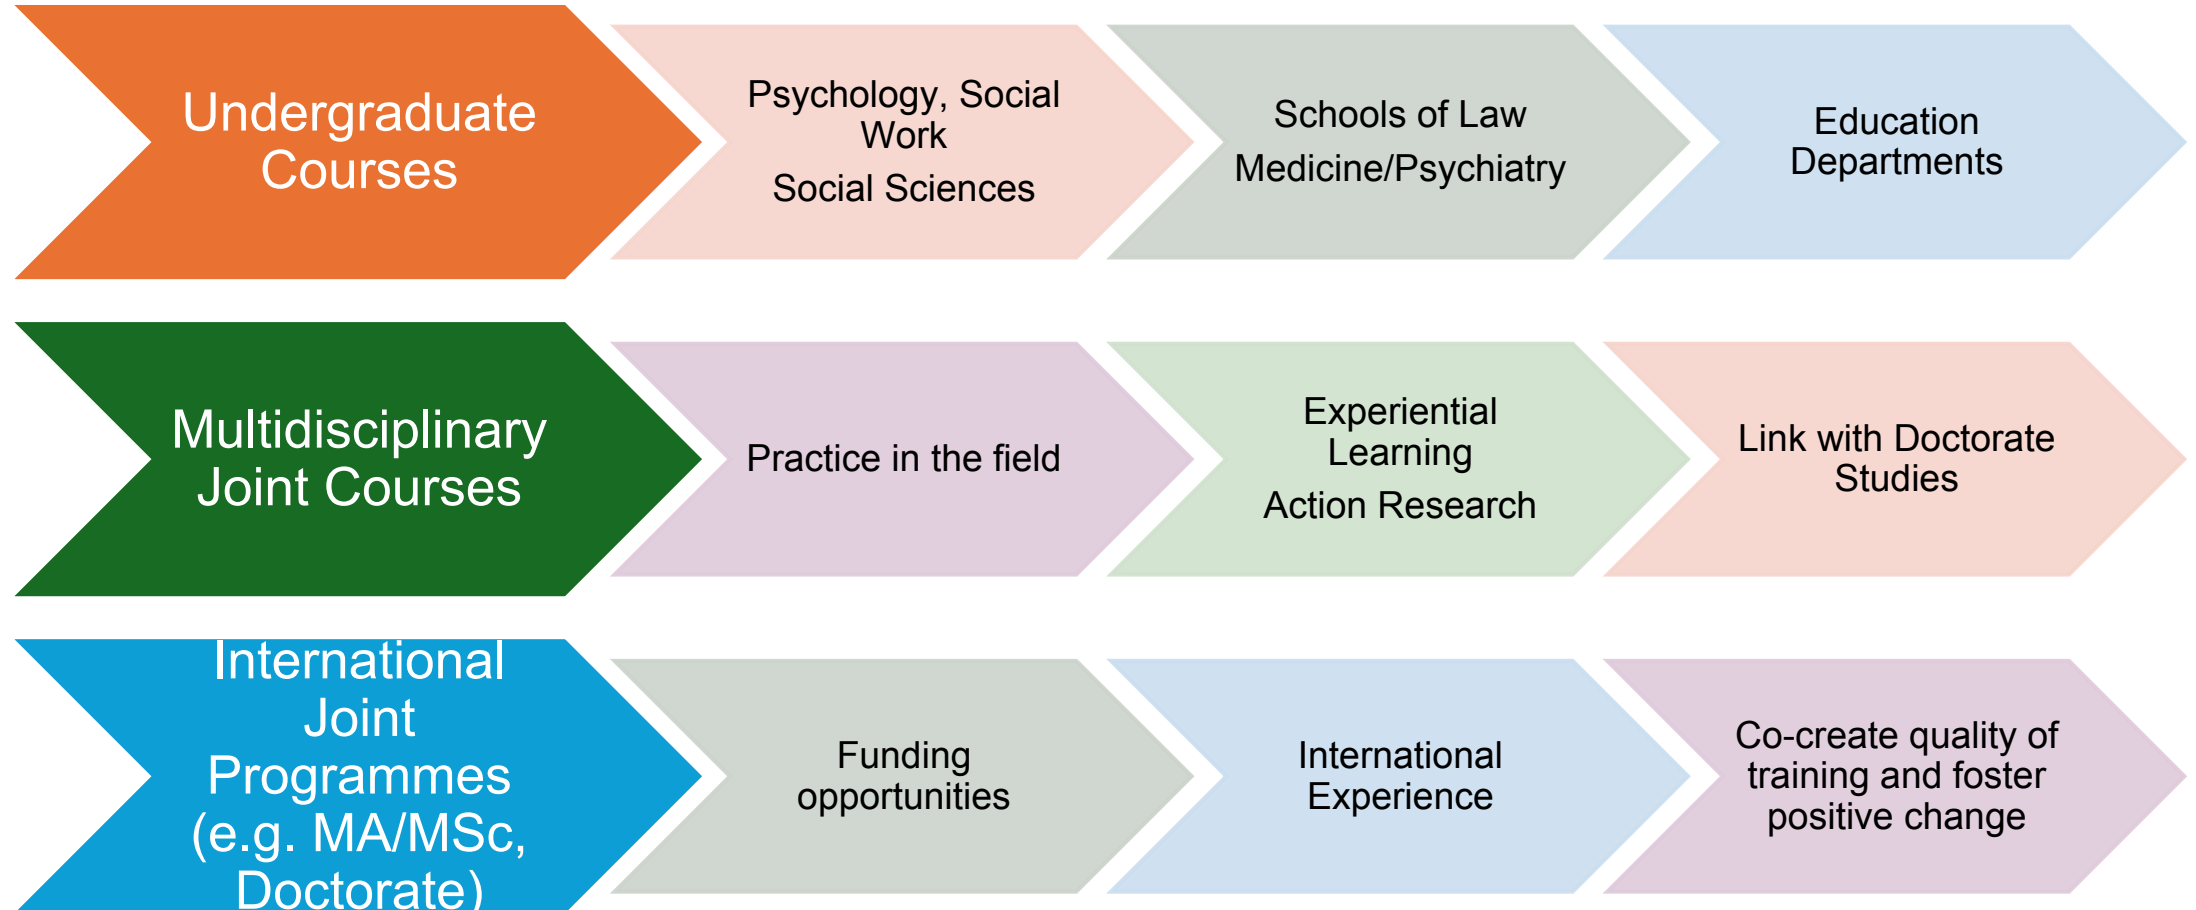 Undergraduate
Courses
Psychology, Social
Work
Social Sciences
Schools of Law
Medicine/Psychiatry
Education
Departments
Multidisciplinary
Joint Courses
Practice in the field
Experiential
Learning
Action Research
Link with Doctorate
Studies
International
Joint
Programmes
(e.g. MA/MSc,
Doctorate)
Funding
opportunities
International
Experience
Co-create quality of
training and foster
positive change